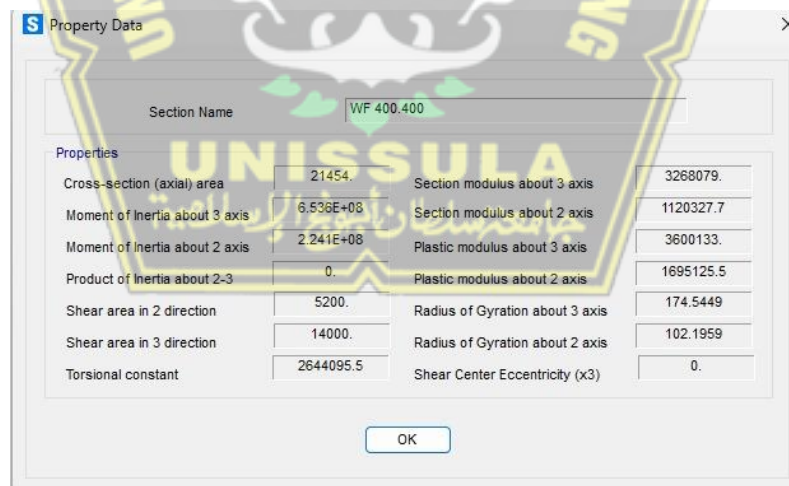 S Property Data
Section Name WF 400.400
Properties
Cross-section (axial) area 21454. Section modulus about 3 axis 3268079.
Moment of Inertia about 3 axis 6.536E+08 Section modulus about 2 axis 1120327.7
Moment of Inertia about 2 axis 2.241E+08 Plastic modulus about 3 axis 3600133.
Product of Inertia about 2-3 0. Plastic modulus about 2 axis 1695125.5
Shear area in 2 direction 5200. Radius of Gyration about 3 axis 174.5449
Shear area in 3 direction 14000. Radius of Gyration about 2 axis 102.1959
Torsional constant 2644095.5 Shear Center Eccentricity (x3) 0.
OK
UNISSULA